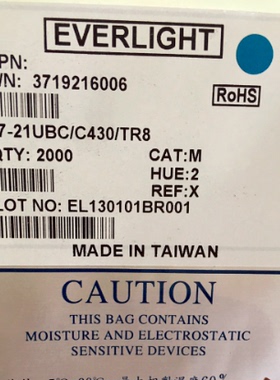 EVERLIGHT
PN:
/N: 3719216006
RoHS
7-21UBC/C430/TR8
QTY: 2000 CAT:M
HUE:2
REF:X
LOT NO: EL130101BR001
MADE IN TAIWAN
CAUTION
THIS BAG CONTAINS
MOISTURE AND ELECTROSTATIC
SENSITIVE DEVICES